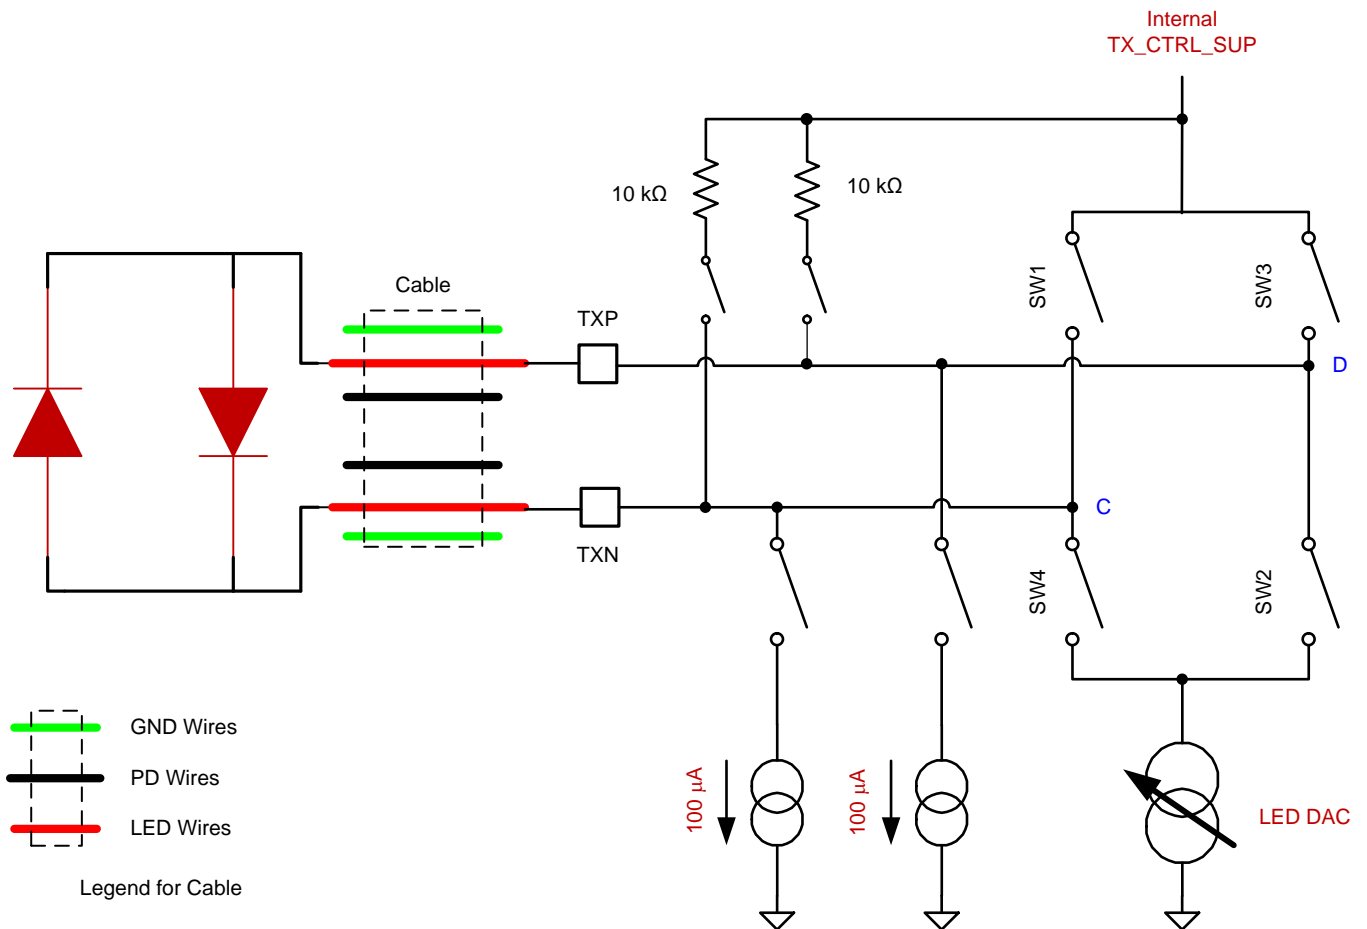 Internal
TX_CTRL_SUP
10 kΩ
10 kΩ
Cable
SW1
SW3
TXP
D
C
TXN
SW4
SW2
GND Wires
PD Wires
LED Wires
100 µA
100 µA
LED DAC
Legend for Cable